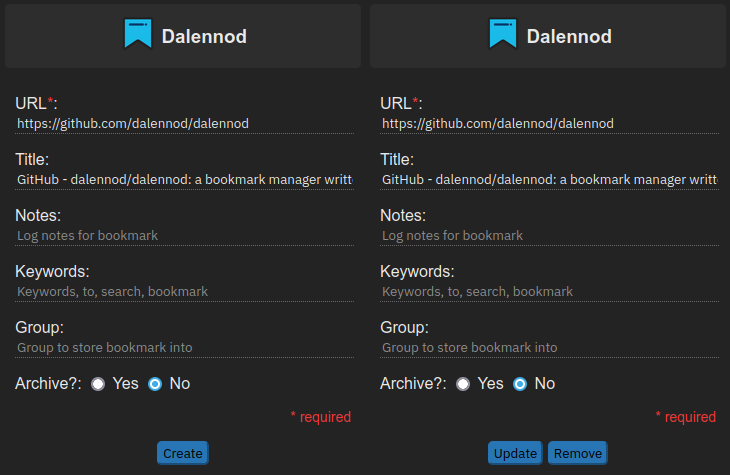 Dalennod
URL*:
https://github.com/dalennod/dalennod
Title:
GitHub - dalennod/dalennod: a bookmark manager writt
Notes:
Log notes for bookmark
Keywords:
Keywords, to, search, bookmark
Group:
Group to store bookmark into
Archive?: Yes No
* required
Create
Dalennod
URL*:
https://github.com/dalennod/dalennod
Title:
GitHub - dalennod/dalennod: a bookmark manager writt
Notes:
Log notes for bookmark
Keywords:
Keywords, to, search, bookmark
Group:
Group to store bookmark into
Archive?: Yes No
* required
Update Remove